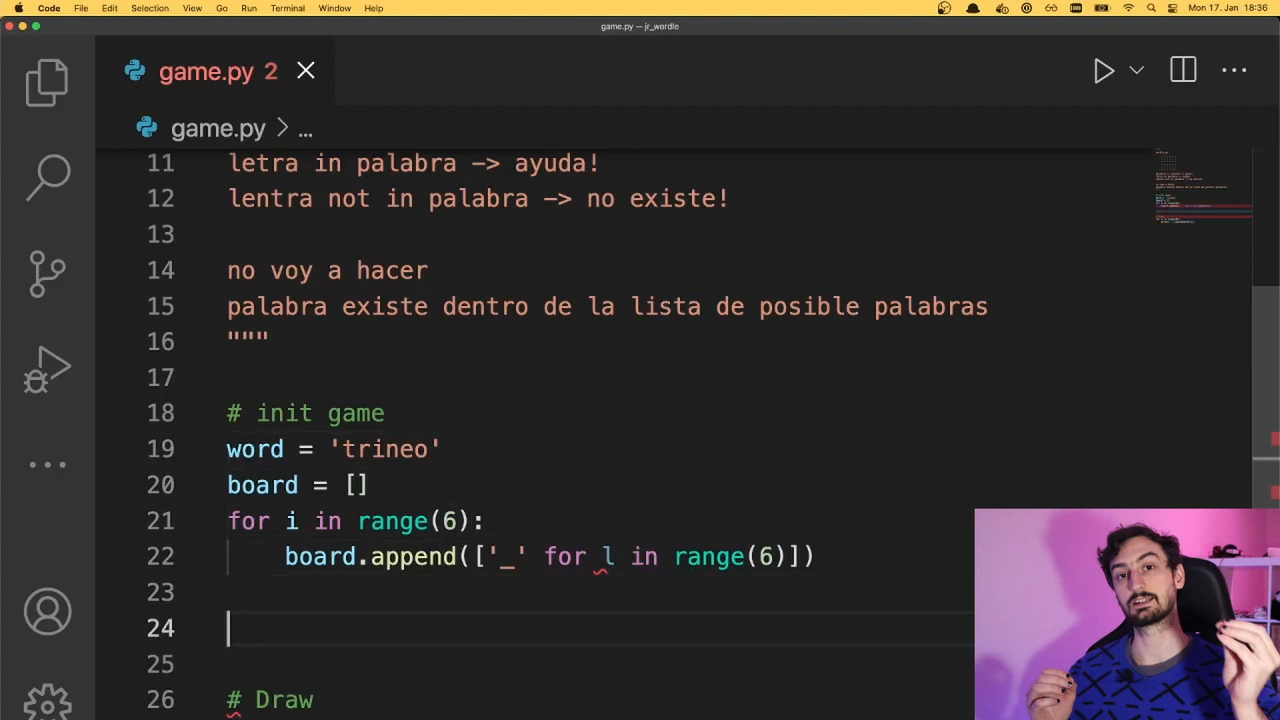 Code File Edit Selection View Go Run Terminal Window Help Mon 17. Jan 18:36
game.py — jr_wordle
game.py 2
game.py > ...
11 letra in palabra -> ayuda!
12 lentra not in palabra -> no existe!
13
14 no voy a hacer
15 palabra existe dentro de la lista de posible palabras
16 """
17
18 # init game
19 word = 'trineo'
20 board = []
21 for i in range(6):
22 board.append(['_' for l in range(6)])
23
24
25
26 # Draw